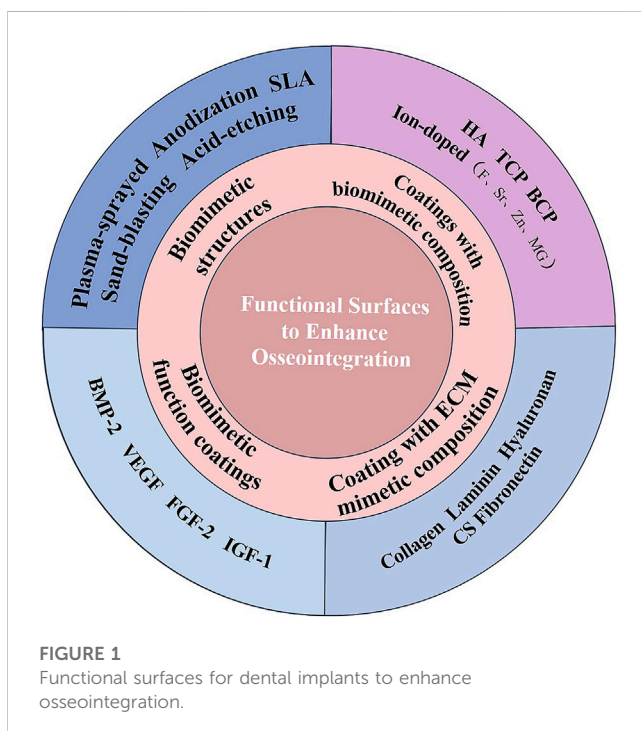 Plasma-sprayed Anodization SLA
Sand-blasting Acid-etching
HA TCP BCP
Ion-doped (F、Sr、Zn、MG)
Biomimetic
structures
Coatings with
biomimetic composition
Functional Surfaces
to Enhance
Osseointegration
Biomimetic
function coatings
Coating with ECM
mimetic composition
BMP-2 VEGF FGF-2 IGF-1
Collagen Laminin Hyaluronan
CS Fibronectin
FIGURE 1
Functional surfaces for dental implants to enhance
osseointegration.